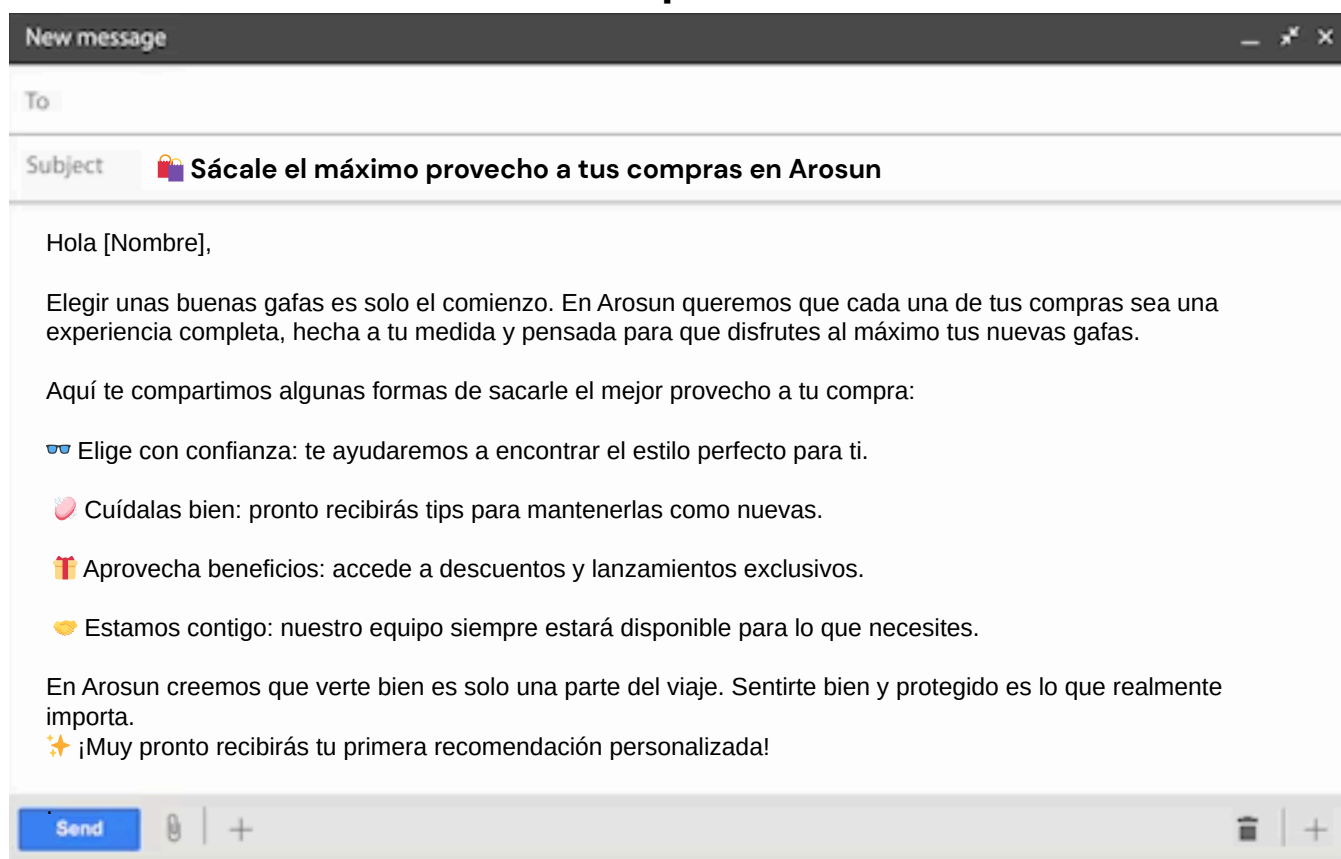 New message
To
Subject 🛍️ Sácale el máximo provecho a tus compras en Arosun
Hola [Nombre],
Elegir unas buenas gafas es solo el comienzo. En Arosun queremos que cada una de tus compras sea una
experiencia completa, hecha a tu medida y pensada para que disfrutes al máximo tus nuevas gafas.
Aquí te compartimos algunas formas de sacarle el mejor provecho a tu compra:
🕶️ Elige con confianza: te ayudaremos a encontrar el estilo perfecto para ti.
🧼 Cuídalas bien: pronto recibirás tips para mantenerlas como nuevas.
🎁 Aprovecha beneficios: accede a descuentos y lanzamientos exclusivos.
🤝 Estamos contigo: nuestro equipo siempre estará disponible para lo que necesites.
En Arosun creemos que verte bien es solo una parte del viaje. Sentirte bien y protegido es lo que realmente
importa.
✨ ¡Muy pronto recibirás tu primera recomendación personalizada!
.
Send